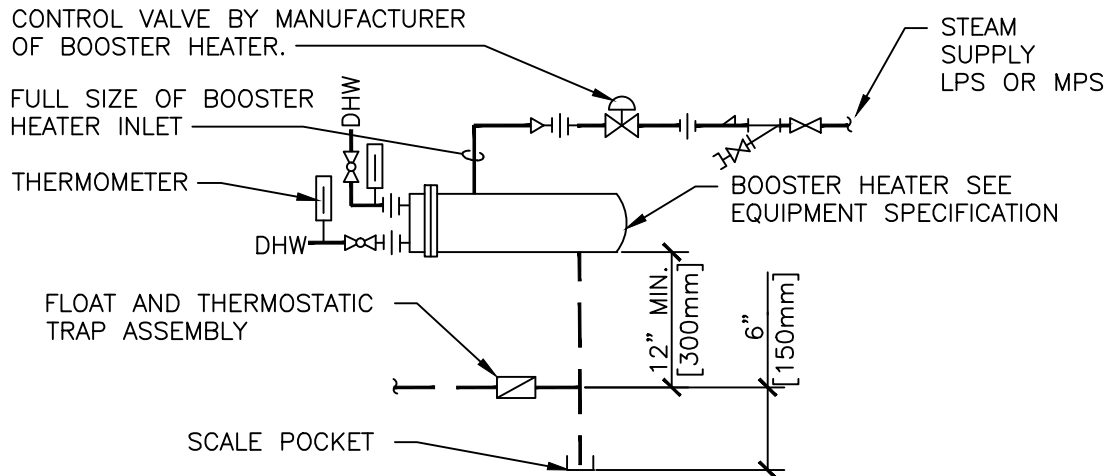 CONTROL VALVE BY MANUFACTURER
OF BOOSTER HEATER.
STEAM
SUPPLY
LPS OR MPS
FULL SIZE OF BOOSTER
HEATER INLET
DHW
THERMOMETER
BOOSTER HEATER SEE
EQUIPMENT SPECIFICATION
DHW
FLOAT AND THERMOSTATIC
TRAP ASSEMBLY
12" MIN.
[300mm]
6"
[150mm]
SCALE POCKET